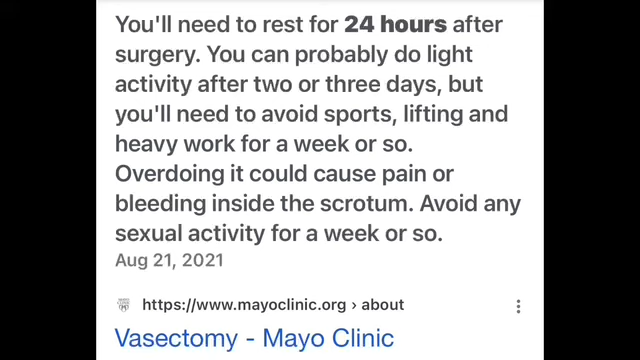 You'll need to rest for 24 hours after
surgery. You can probably do light
activity after two or three days, but
you'll need to avoid sports, lifting and
heavy work for a week or so.
Overdoing it could cause pain or
bleeding inside the scrotum. Avoid any
sexual activity for a week or so.
Aug 21, 2021
https://www.mayoclinic.org › about
Vasectomy - Mayo Clinic